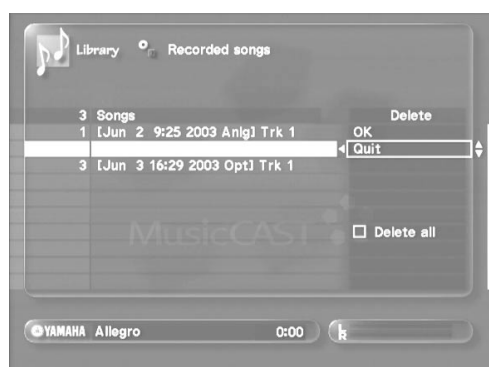 Library Recorded songs
3 Songs Delete
1 [Jun 2 9:25 2003 Anlg] Trk 1 OK
Quit
3 [Jun 3 16:29 2003 Opt] Trk 1
MusicCAST
Delete all
YAMAHA Allegro 0:00 L
R